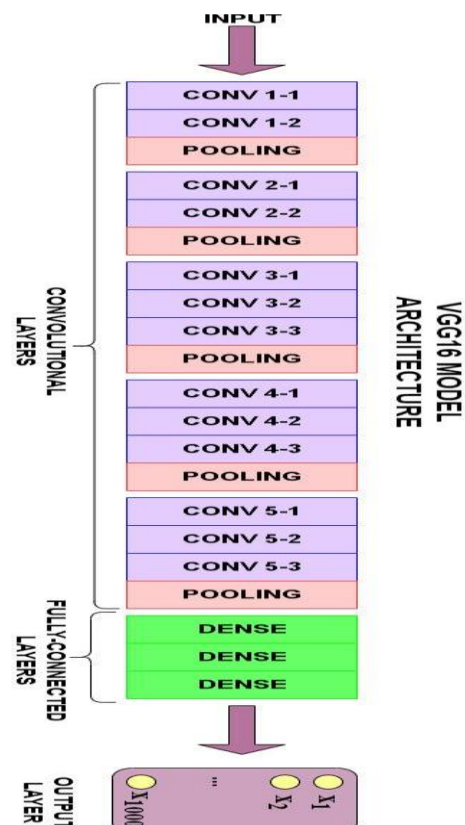 INPUT
CONV 1-1
CONV 1-2
POOLING
CONV 2-1
CONV 2-2
POOLING
CONV 3-1
CONV 3-2
CONV 3-3
POOLING
CONV 4-1
CONV 4-2
CONV 4-3
POOLING
CONV 5-1
CONV 5-2
CONV 5-3
POOLING
DENSE
DENSE
DENSE
CONVOLUTIONAL
LAYERS
FULLY-CONNECTED
LAYERS
VGG16 MODEL
ARCHITECTURE
OUTPUT
LAYER
X1
X2
...
X1000